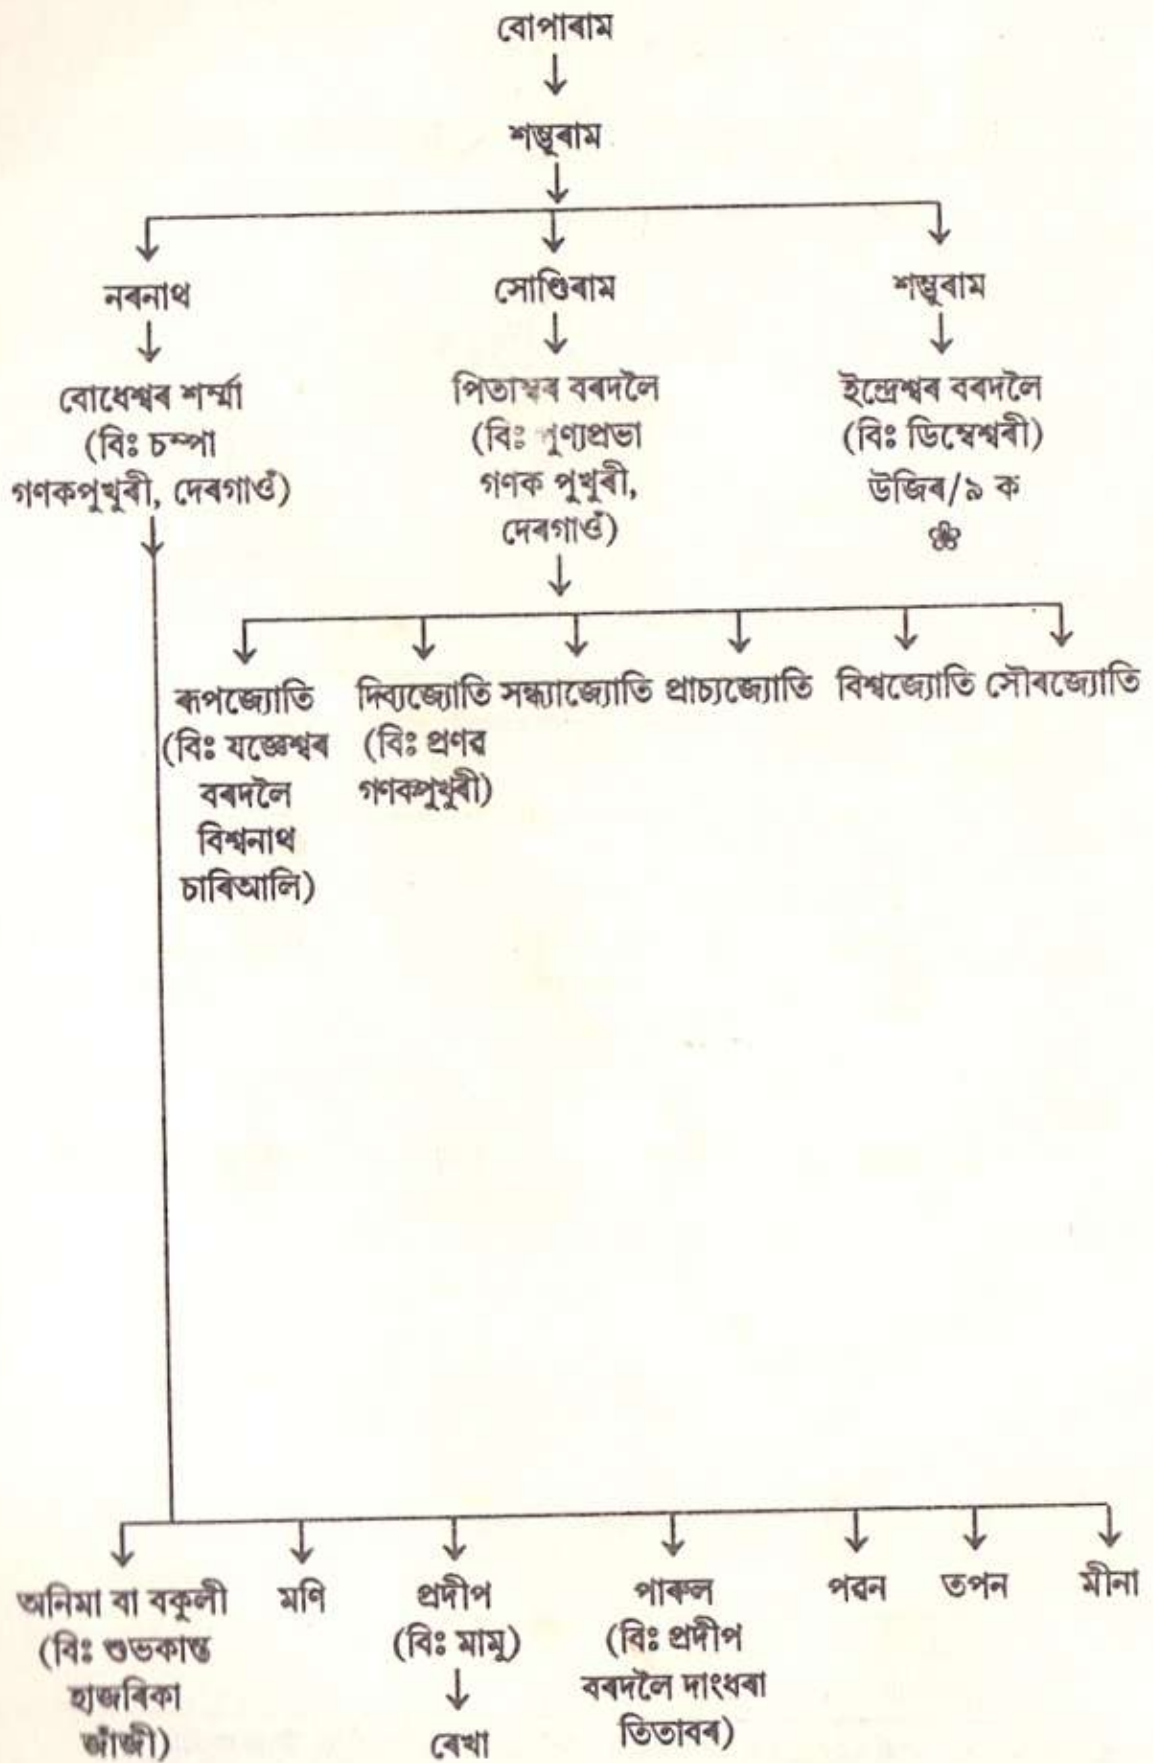 বোপাৰাম
শম্ভুৰাম
নৰনাথ সোণ্ডিৰাম শম্ভুৰাম
বোধেশ্বৰ শৰ্ম্মা
(বিঃ চম্পা
গণকপুখুৰী, দেৰগাওঁ)
পিতাম্বৰ বৰদলৈ
(বিঃ পুণ্যপ্ৰভা
গণক পুখুৰী,
দেৰগাওঁ)
ইন্দ্ৰেশ্বৰ বৰদলৈ
(বিঃ ডিম্বেশ্বৰী)
উজিৰ/৯ ক
ৰূপজ্যোতি
(বিঃ যজ্ঞেশ্বৰ
বৰদলৈ
বিশ্বনাথ
চাৰিআলি)
দিব্যজ্যোতি
(বিঃ প্ৰণৱ
গণকপুখুৰী)
সন্ধ্যাজ্যোতি প্ৰাচ্যজ্যোতি বিশ্বজ্যোতি সৌৰজ্যোতি
অনিমা বা বকুলী
(বিঃ শুভকান্ত
হাজৰিকা
জাঁজী)
মণি
প্ৰদীপ
(বিঃ মামু)
ৰেখা
পাৰুল
(বিঃ প্ৰদীপ
বৰদলৈ দাংধৰা
তিতাবৰ)
পৱন তপন মীনা